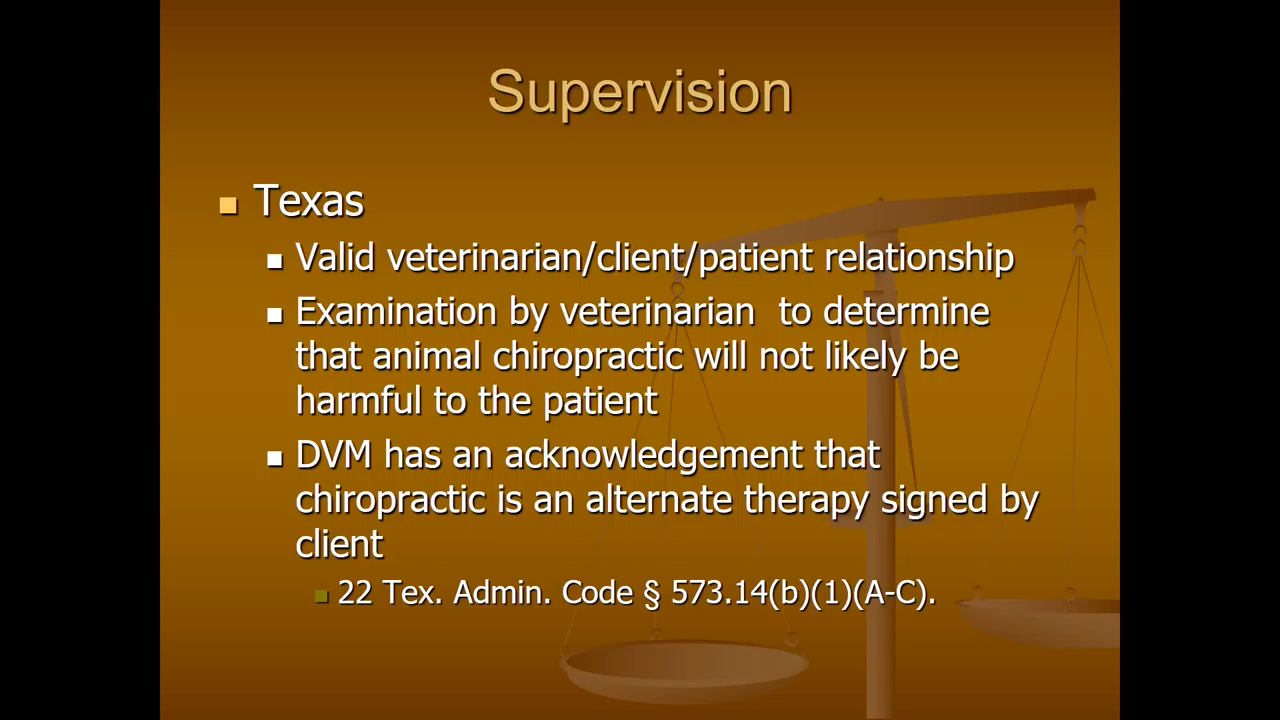 Supervision
Texas
Valid veterinarian/client/patient relationship
Examination by veterinarian to determine
that animal chiropractic will not likely be
harmful to the patient
DVM has an acknowledgement that
chiropractic is an alternate therapy signed by
client
22 Tex. Admin. Code § 573.14(b)(1)(A-C).